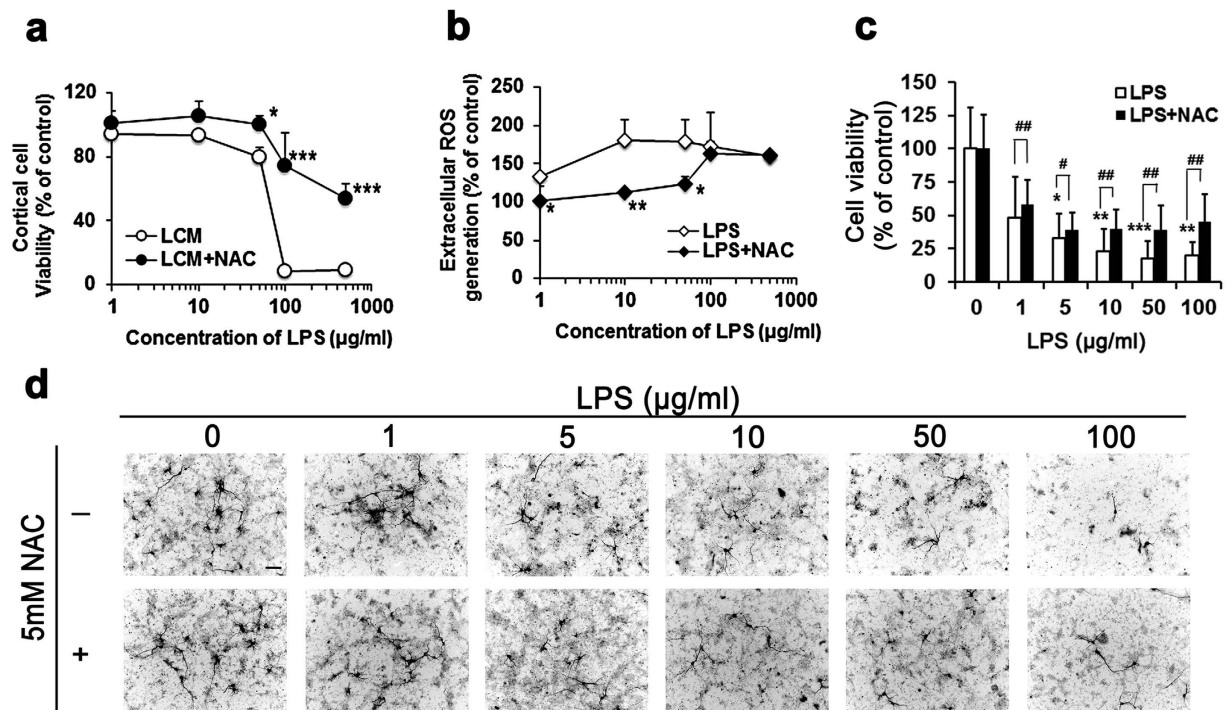 a
Cortical cell
Viability (% of control)
120
80
40
0
*
***
***
LCM
LCM+NAC
1 10 100 1000
Concentration of LPS (µg/ml)
b
Extracellular ROS
generation (% of control)
250
200
150
100
50
0
*
**
*
LPS
LPS+NAC
1 10 100 1000
Concentration of LPS (µg/ml)
c
Cell viability
(% of control)
150
125
100
75
50
25
0
LPS
LPS+NAC
## # ## ## ##
* ** *** **
0 1 5 10 50 100
LPS (µg/ml)
d
LPS (µg/ml)
0 1 5 10 50 100
5mM NAC
–
+